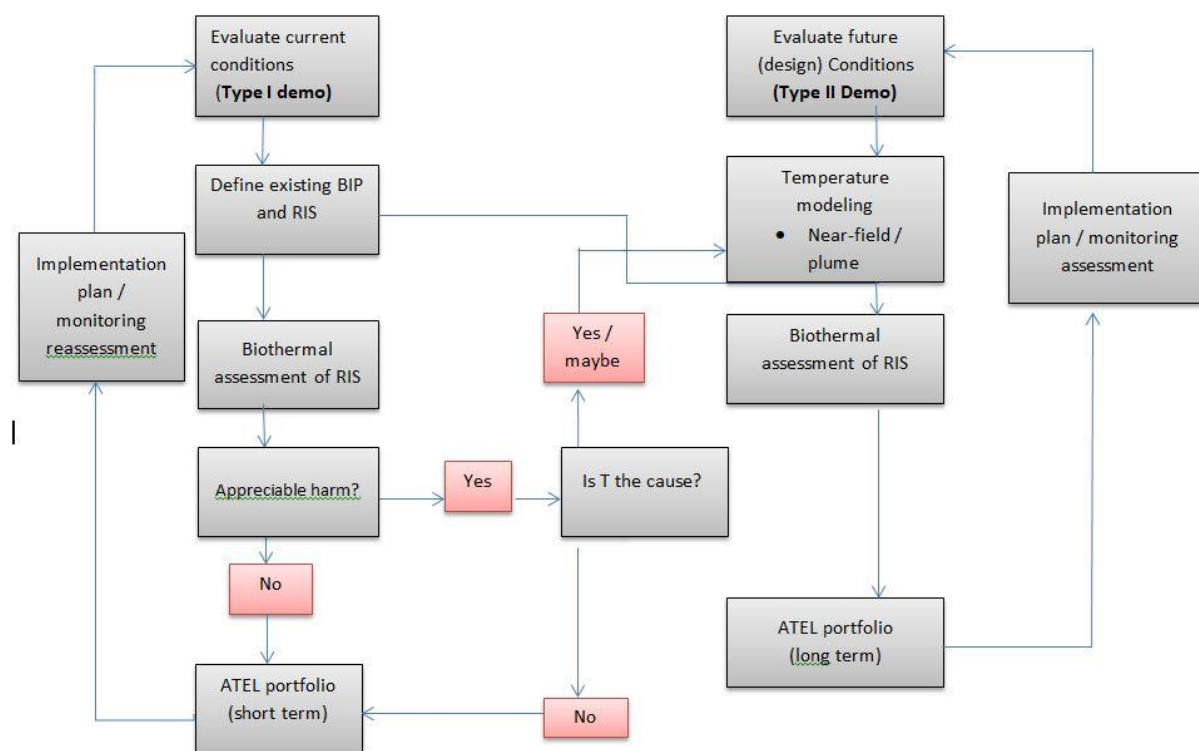 Evaluate current
conditions
(Type I demo)
Evaluate future
(design) Conditions
(Type II Demo)
Define existing BIP
and RIS
Temperature
modeling
• Near-field /
plume
Implementation
plan / monitoring
assessment
Implementation
plan /
monitoring
reassessment
Biothermal
assessment of RIS
Yes /
maybe
Biothermal
assessment of RIS
Appreciable harm?
Yes
Is T the cause?
No
ATEL portfolio
(short term)
No
ATEL portfolio
(long term)